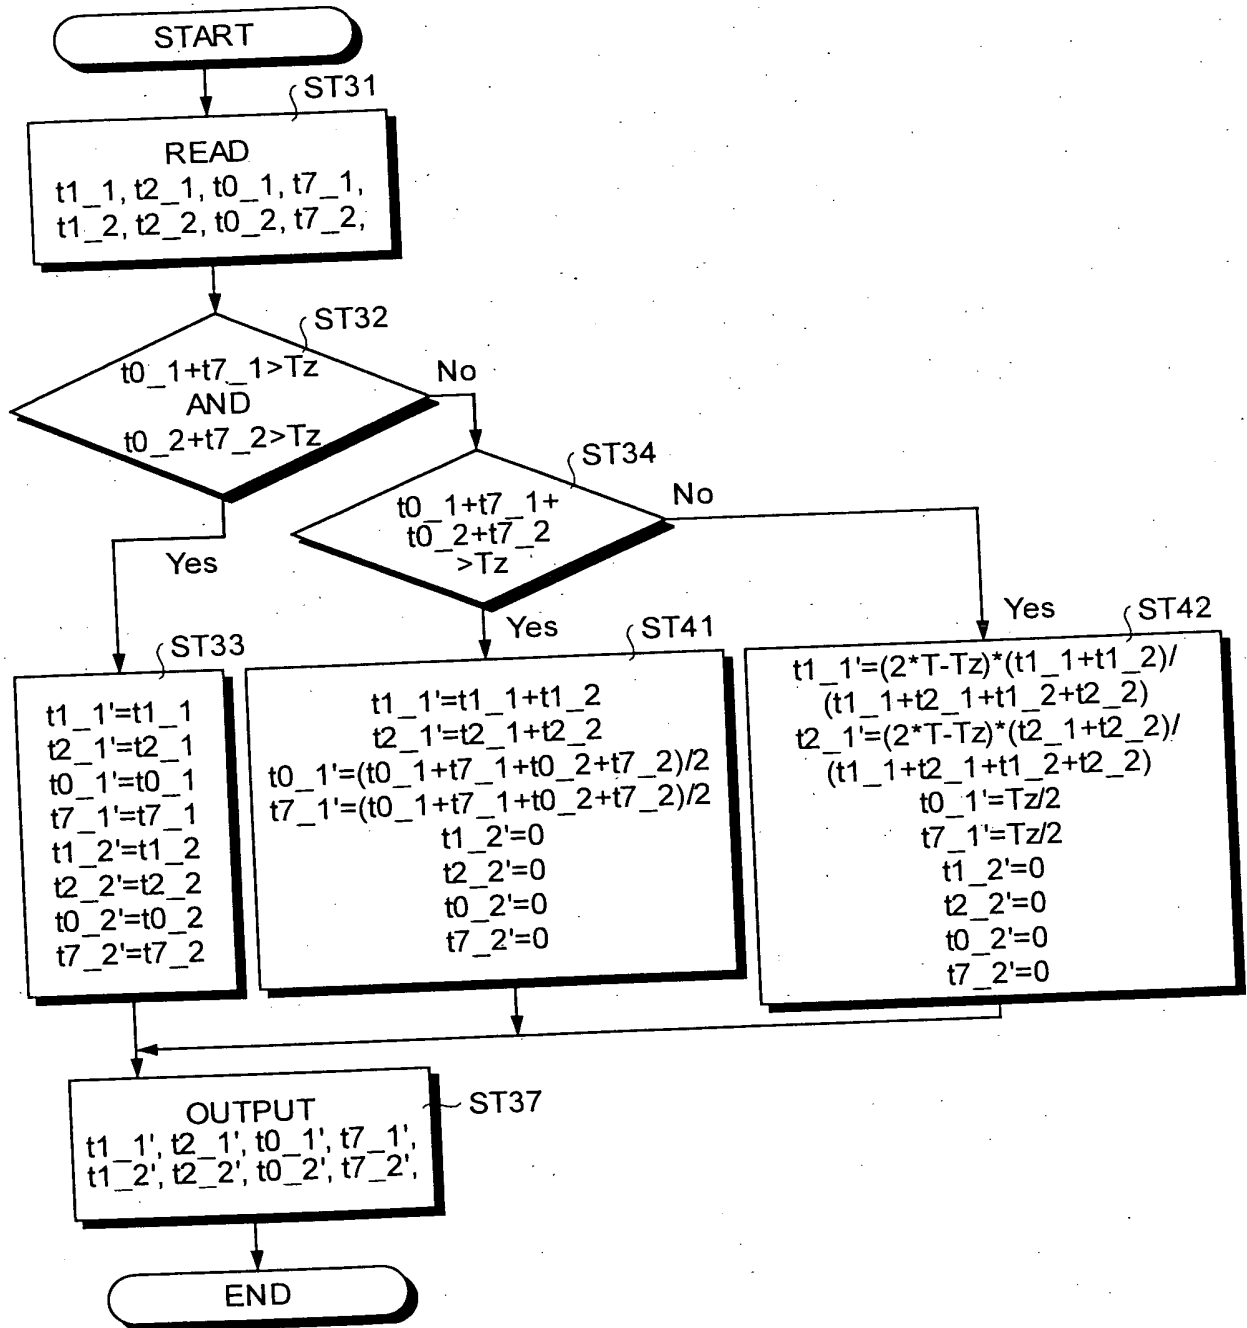 START
ST31
READ
t1_1, t2_1, t0_1, t7_1,
t1_2, t2_2, t0_2, t7_2,
ST32
t0_1+t7_1>Tz
AND
t0_2+t7_2>Tz
No
Yes
ST34
t0_1+t7_1+
t0_2+t7_2
>Tz
No
Yes
Yes
ST33
t1_1'=t1_1
t2_1'=t2_1
t0_1'=t0_1
t7_1'=t7_1
t1_2'=t1_2
t2_2'=t2_2
t0_2'=t0_2
t7_2'=t7_2
ST41
t1_1'=t1_1+t1_2
t2_1'=t2_1+t2_2
t0_1'=(t0_1+t7_1+t0_2+t7_2)/2
t7_1'=(t0_1+t7_1+t0_2+t7_2)/2
t1_2'=0
t2_2'=0
t0_2'=0
t7_2'=0
ST42
t1_1'=(2*T-Tz)*(t1_1+t1_2)/
(t1_1+t2_1+t1_2+t2_2)
t2_1'=(2*T-Tz)*(t2_1+t2_2)/
(t1_1+t2_1+t1_2+t2_2)
t0_1'=Tz/2
t7_1'=Tz/2
t1_2'=0
t2_2'=0
t0_2'=0
t7_2'=0
ST37
OUTPUT
t1_1', t2_1', t0_1', t7_1',
t1_2', t2_2', t0_2', t7_2',
END